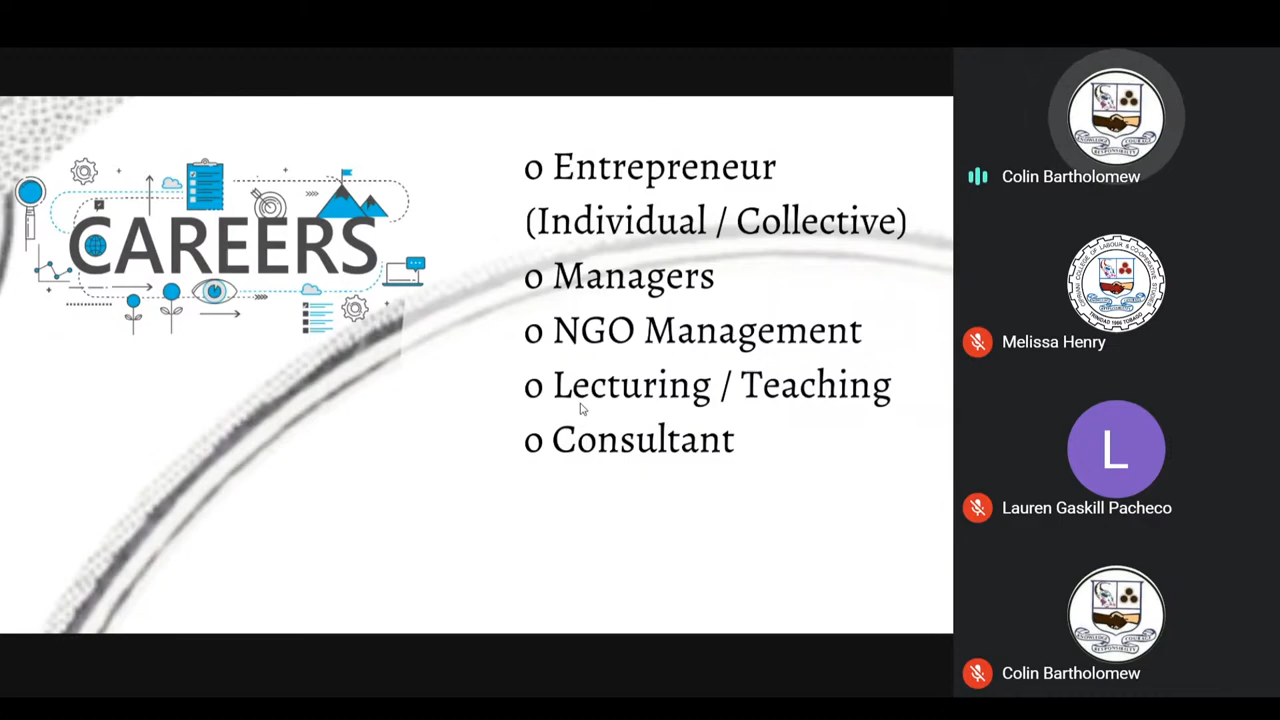 CAREERS
o Entrepreneur
(Individual / Collective)
o Managers
o NGO Management
o Lecturing / Teaching
o Consultant
Colin Bartholomew
Melissa Henry
L
Lauren Gaskill Pacheco
Colin Bartholomew